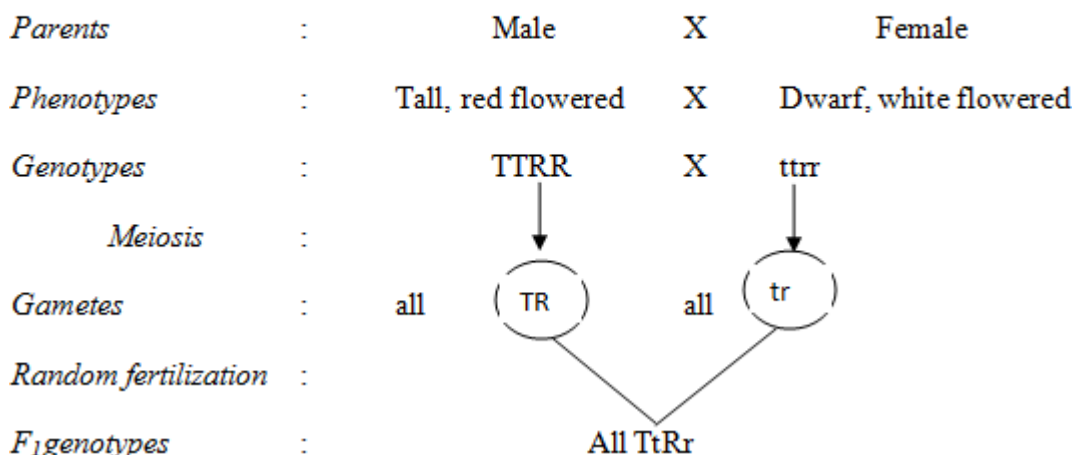 Parents : Male X Female
Phenotypes : Tall, red flowered X Dwarf, white flowered
Genotypes : TTRR X ttrr
Meiosis :
Gametes : all TR all tr
Random fertilization :
F1genotypes : All TtRr